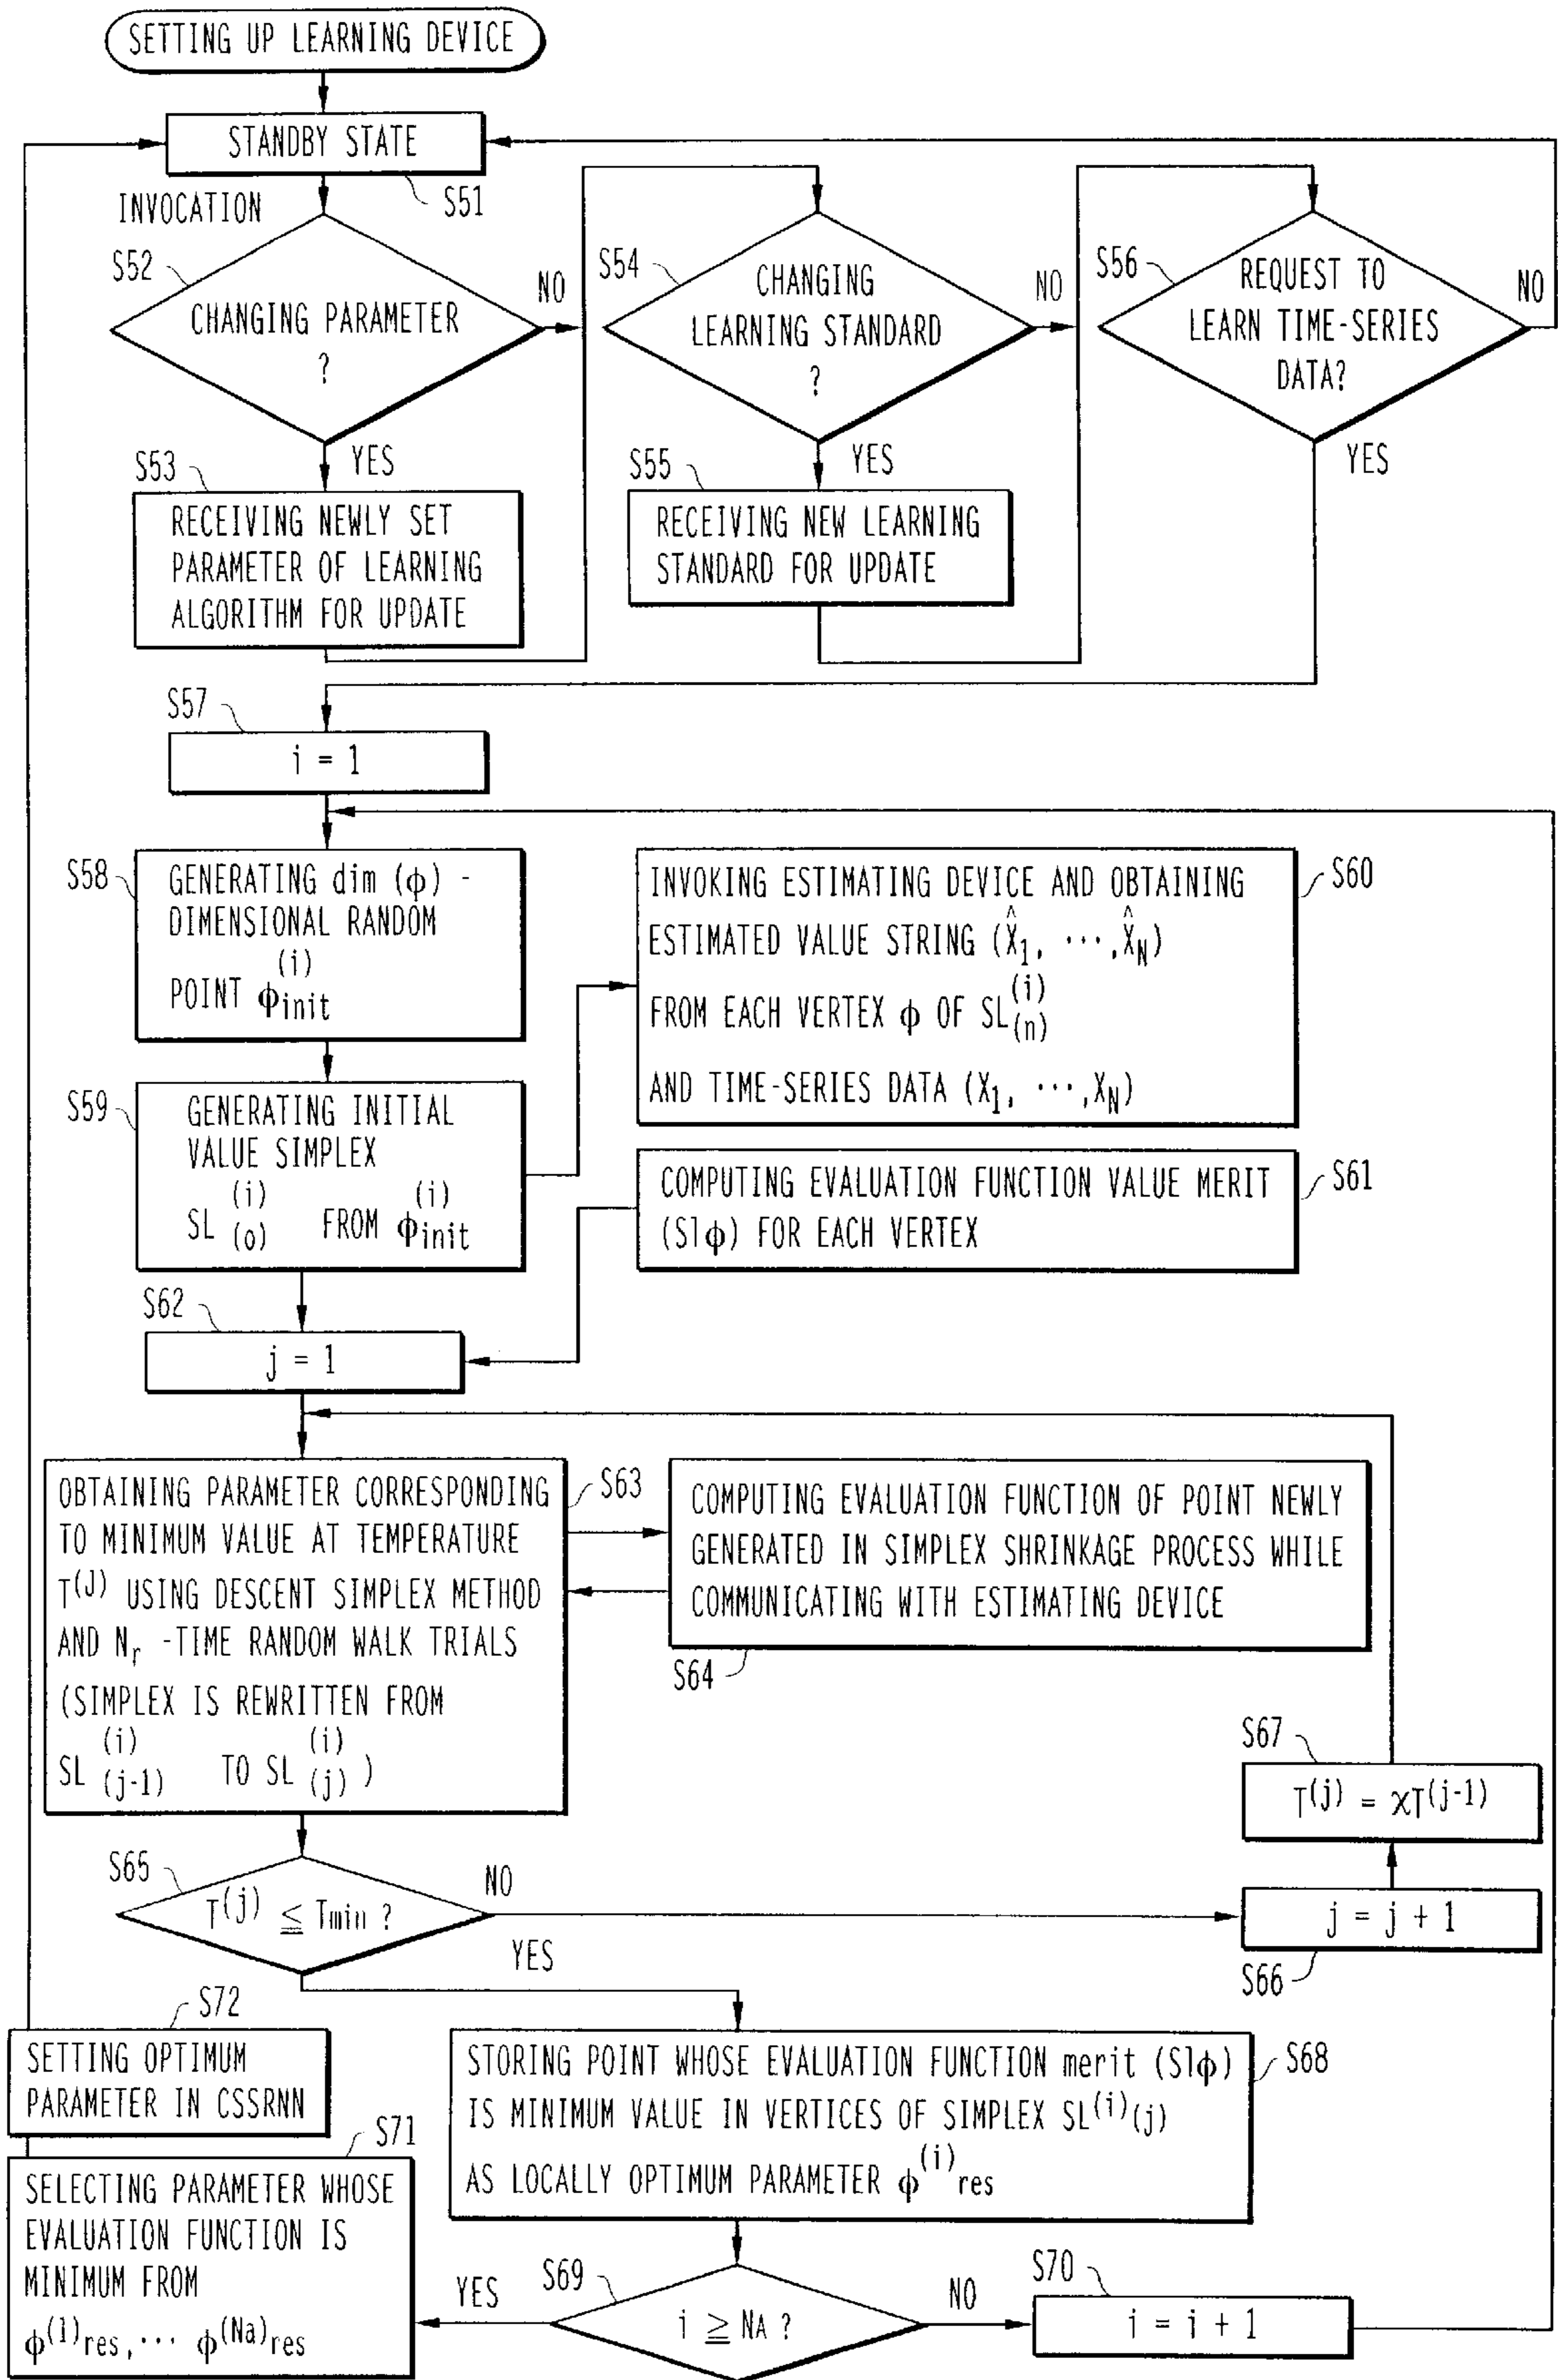 SETTING UP LEARNING DEVICE
STANDBY STATE
S51
INVOCATION
S52
CHANGING PARAMETER
?
NO
YES
S53
RECEIVING NEWLY SET
PARAMETER OF LEARNING
ALGORITHM FOR UPDATE
S54
CHANGING
LEARNING STANDARD
?
NO
YES
S55
RECEIVING NEW LEARNING
STANDARD FOR UPDATE
S56
REQUEST TO
LEARN TIME-SERIES
DATA?
NO
YES
S57
i = 1
S58
GENERATING dim (ϕ) -
DIMENSIONAL RANDOM
POINT ϕ(i)init
S59
GENERATING INITIAL
VALUE SIMPLEX
SL(i)(o) FROM ϕ(i)init
S60
INVOKING ESTIMATING DEVICE AND OBTAINING
ESTIMATED VALUE STRING (X̂1, ⋯,X̂N)
FROM EACH VERTEX ϕ OF SL(i)(n)
AND TIME-SERIES DATA (X1, ⋯,XN)
S61
COMPUTING EVALUATION FUNCTION VALUE MERIT
(Slϕ) FOR EACH VERTEX
S62
j = 1
S63
OBTAINING PARAMETER CORRESPONDING
TO MINIMUM VALUE AT TEMPERATURE
T(J) USING DESCENT SIMPLEX METHOD
AND Nr -TIME RANDOM WALK TRIALS
(SIMPLEX IS REWRITTEN FROM
SL(i)(j-1) TO SL(i)(j) )
COMPUTING EVALUATION FUNCTION OF POINT NEWLY
GENERATED IN SIMPLEX SHRINKAGE PROCESS WHILE
COMMUNICATING WITH ESTIMATING DEVICE
S64
S65
T(j) ≦ Tmin ?
NO
YES
S67
T(j) = χT(j-1)
j = j + 1
S66
S72
SETTING OPTIMUM
PARAMETER IN CSSRNN
S68
STORING POINT WHOSE EVALUATION FUNCTION merit (Slϕ)
IS MINIMUM VALUE IN VERTICES OF SIMPLEX SL(i)(j)
AS LOCALLY OPTIMUM PARAMETER ϕ(i)res
S71
SELECTING PARAMETER WHOSE
EVALUATION FUNCTION IS
MINIMUM FROM
ϕ(1)res,⋯ ϕ(Na)res
S69
i ≧ NA ?
YES
NO
S70
i = i + 1